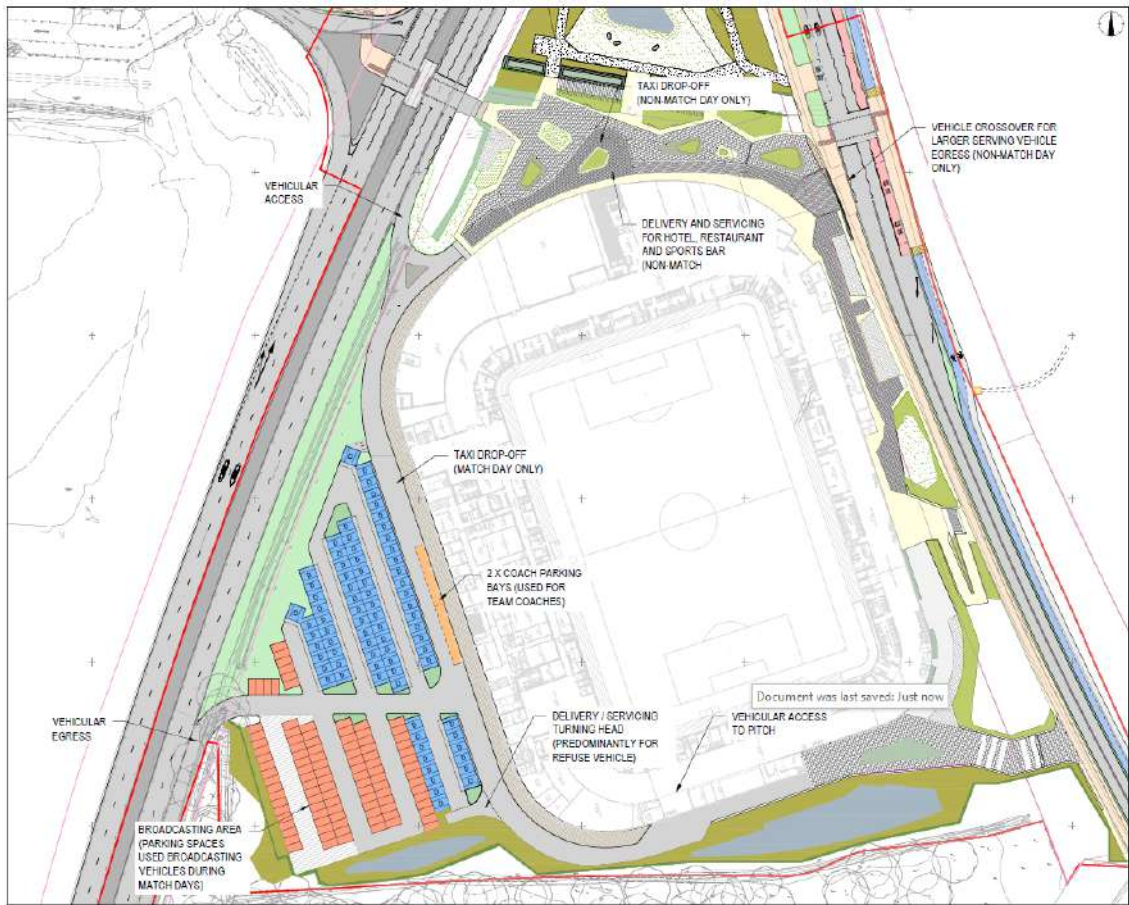 TAXI DROP-OFF
(NON-MATCH DAY ONLY)
VEHICLE CROSSOVER FOR
LARGER SERVING VEHICLE
EGRESS (NON-MATCH DAY
ONLY)
VEHICULAR
ACCESS
DELIVERY AND SERVICING
FOR HOTEL, RESTAURANT
AND SPORTS BAR
(NON-MATCH
TAXI DROP-OFF
(MATCH DAY ONLY)
2 X COACH PARKING
BAYS (USED FOR
TEAM COACHES)
Document was last saved: Just now
VEHICULAR
EGRESS
DELIVERY / SERVICING
TURNING HEAD
(PREDOMINANTLY FOR
REFUSE VEHICLE)
VEHICULAR ACCESS
TO PITCH
BROADCASTING AREA
(PARKING SPACES
USED BROADCASTING
VEHICLES DURING
MATCH DAYS)